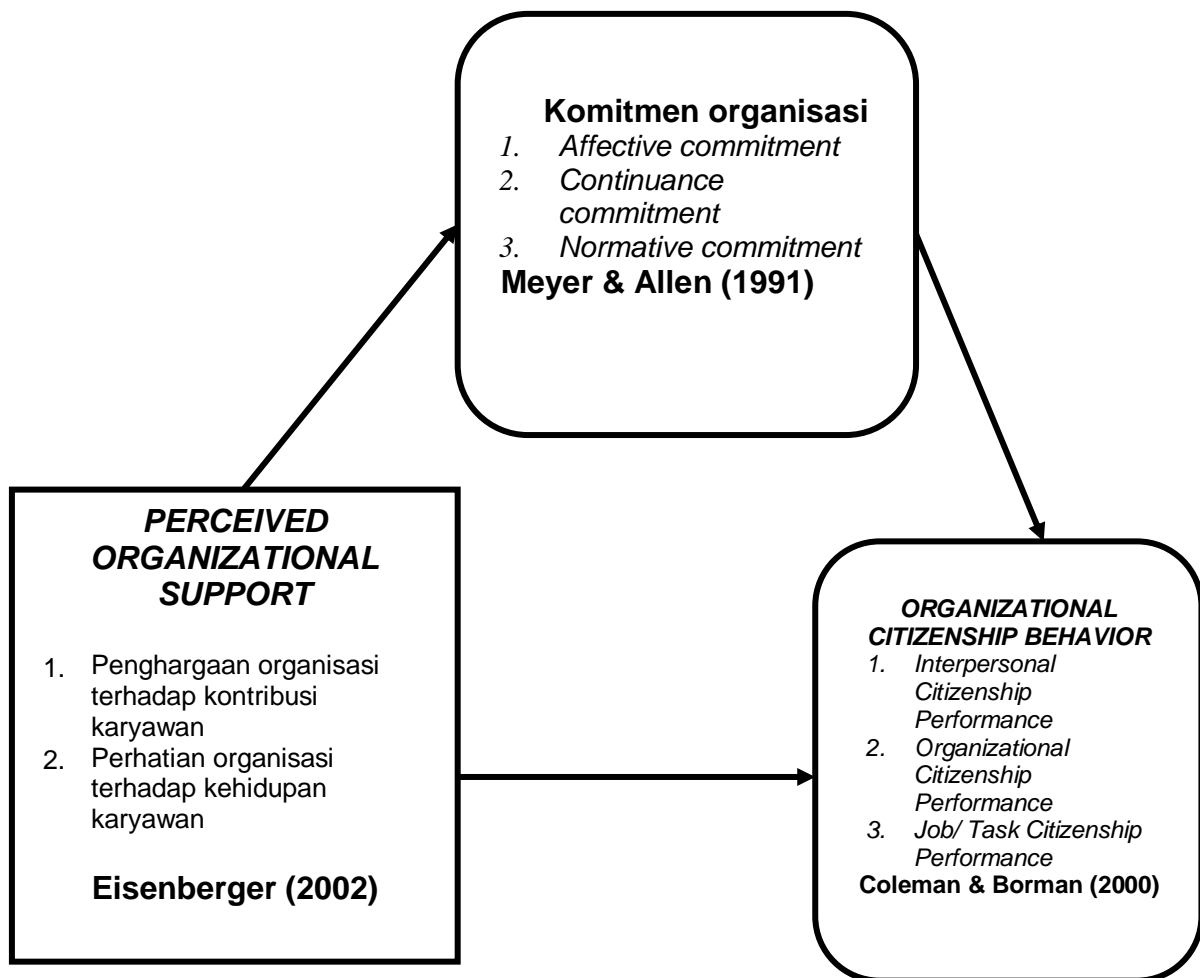 Komitmen organisasi
1. Affective commitment
2. Continuance
commitment
3. Normative commitment
Meyer & Allen (1991)
PERCEIVED
ORGANIZATIONAL
SUPPORT
1. Penghargaan organisasi
terhadap kontribusi
karyawan
2. Perhatian organisasi
terhadap kehidupan
karyawan
Eisenberger (2002)
ORGANIZATIONAL
CITIZENSHIP BEHAVIOR
1. Interpersonal
Citizenship
Performance
2. Organizational
Citizenship
Performance
3. Job/ Task Citizenship
Performance
Coleman & Borman (2000)